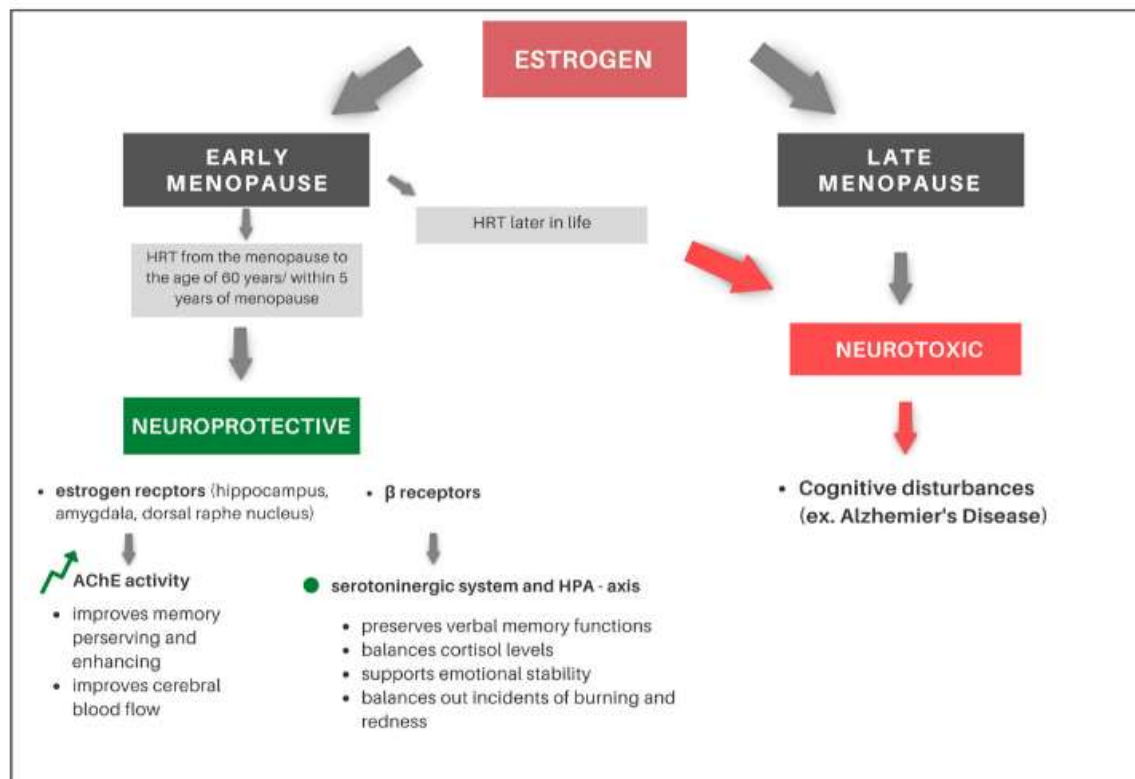 ESTROGEN
EARLY
MENOPAUSE
LATE
MENOPAUSE
HRT later in life
HRT from the menopause to
the age of 60 years/ within 5
years of menopause
NEUROTOXIC
NEUROPROTECTIVE
• estrogen recptors (hippocampus,
amygdala, dorsal raphe nucleus)
• β receptors
• Cognitive disturbances
(ex. Alzhemier's Disease)
AChE activity
• improves memory
perserving and
enhancing
• improves cerebral
blood flow
serotoninergic system and HPA - axis
• preserves verbal memory functions
• balances cortisol levels
• supports emotional stability
• balances out incidents of burning and
redness